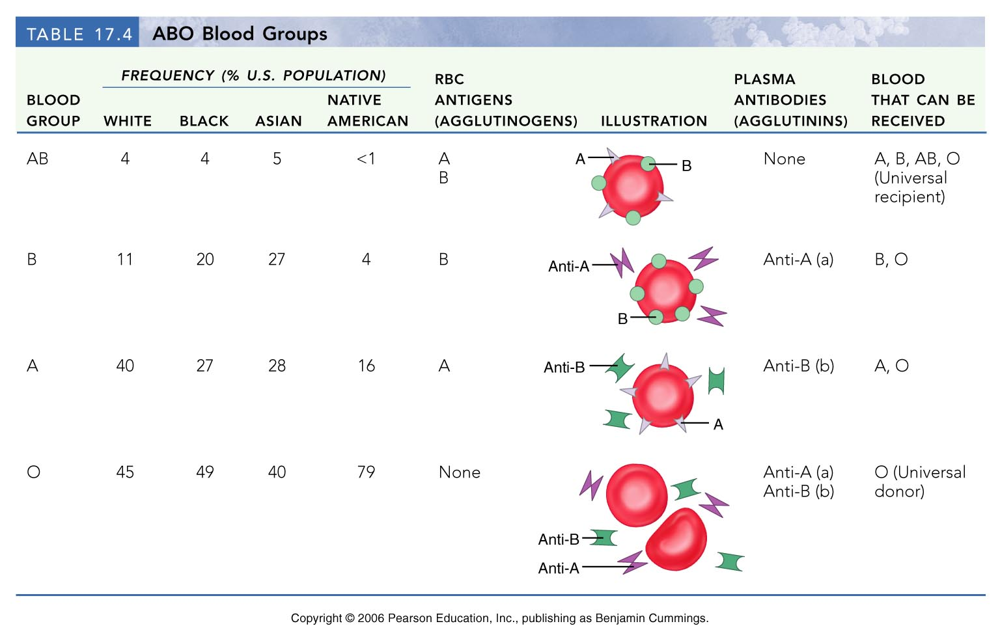 TABLE 17.4 ABO Blood Groups
FREQUENCY (% U.S. POPULATION)
BLOOD GROUP WHITE BLACK ASIAN NATIVE AMERICAN RBC ANTIGENS (AGGLUTINOGENS) ILLUSTRATION PLASMA ANTIBODIES (AGGLUTININS) BLOOD THAT CAN BE RECEIVED
AB 4 4 5 <1 A B None A, B, AB, O (Universal recipient)
A
B
B 11 20 27 4 B Anti-A (a) B, O
Anti-A
B
A 40 27 28 16 A Anti-B (b) A, O
Anti-B
A
O 45 49 40 79 None Anti-A (a) Anti-B (b) O (Universal donor)
Anti-B
Anti-A
Copyright © 2006 Pearson Education, Inc., publishing as Benjamin Cummings.